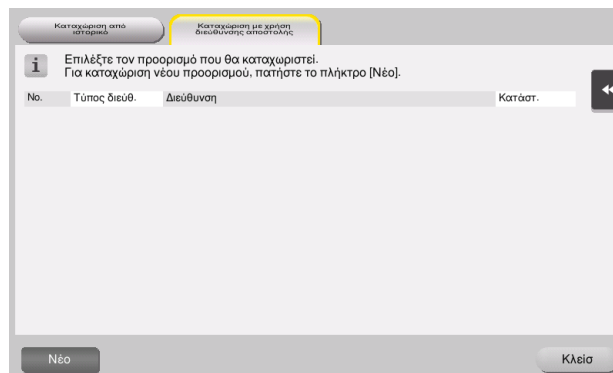 Καταχώριση από
ιστορικό
Καταχώριση με χρήση
διεύθυνσης αποστολής
i Επιλέξτε τον προορισμό που θα καταχωριστεί.
Για καταχώριση νέου προορισμού, πατήστε το πλήκτρο [Νέο].
No. Τύπος διεύθ. Διεύθυνση Κατάστ.
Νέο Κλείσ